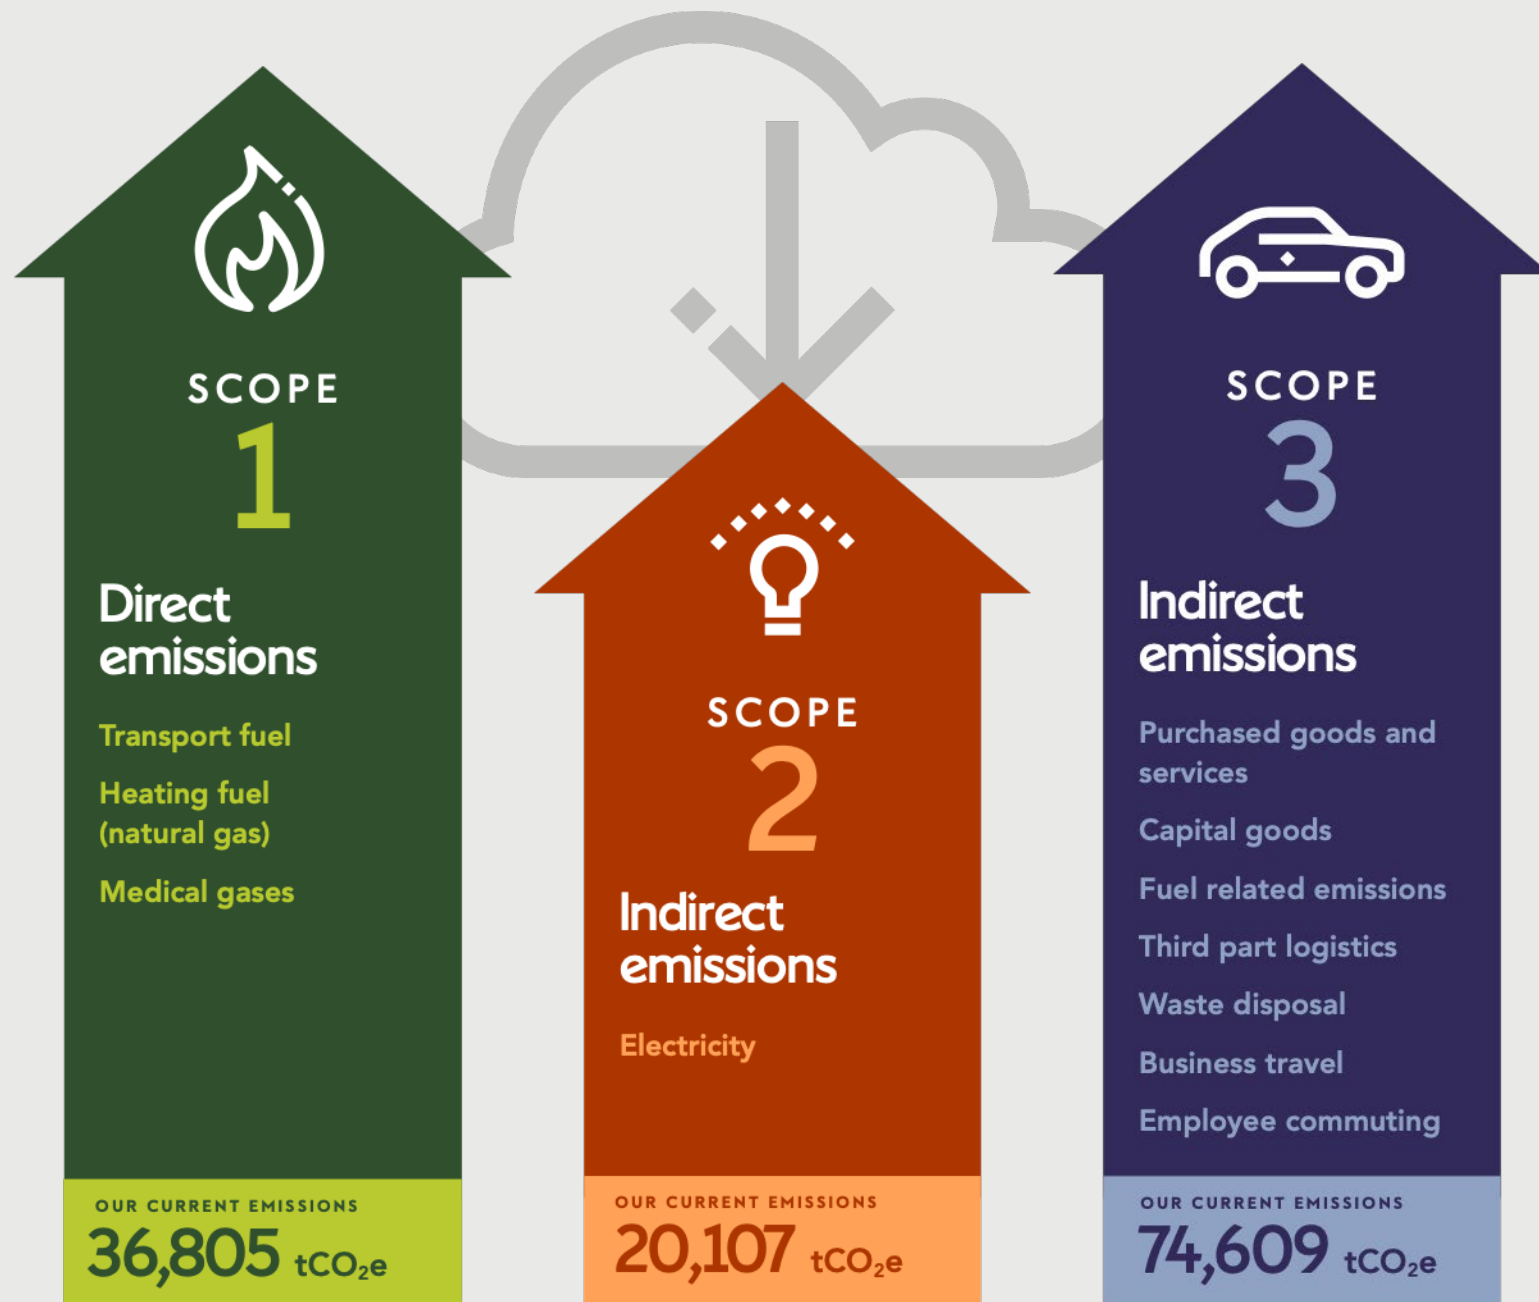 SCOPE
1
Direct
emissions
Transport fuel
Heating fuel
(natural gas)
Medical gases
OUR CURRENT EMISSIONS
36,805 tCO₂e
SCOPE
2
Indirect
emissions
Electricity
OUR CURRENT EMISSIONS
20,107 tCO₂e
SCOPE
3
Indirect
emissions
Purchased goods and
services
Capital goods
Fuel related emissions
Third part logistics
Waste disposal
Business travel
Employee commuting
OUR CURRENT EMISSIONS
74,609 tCO₂e